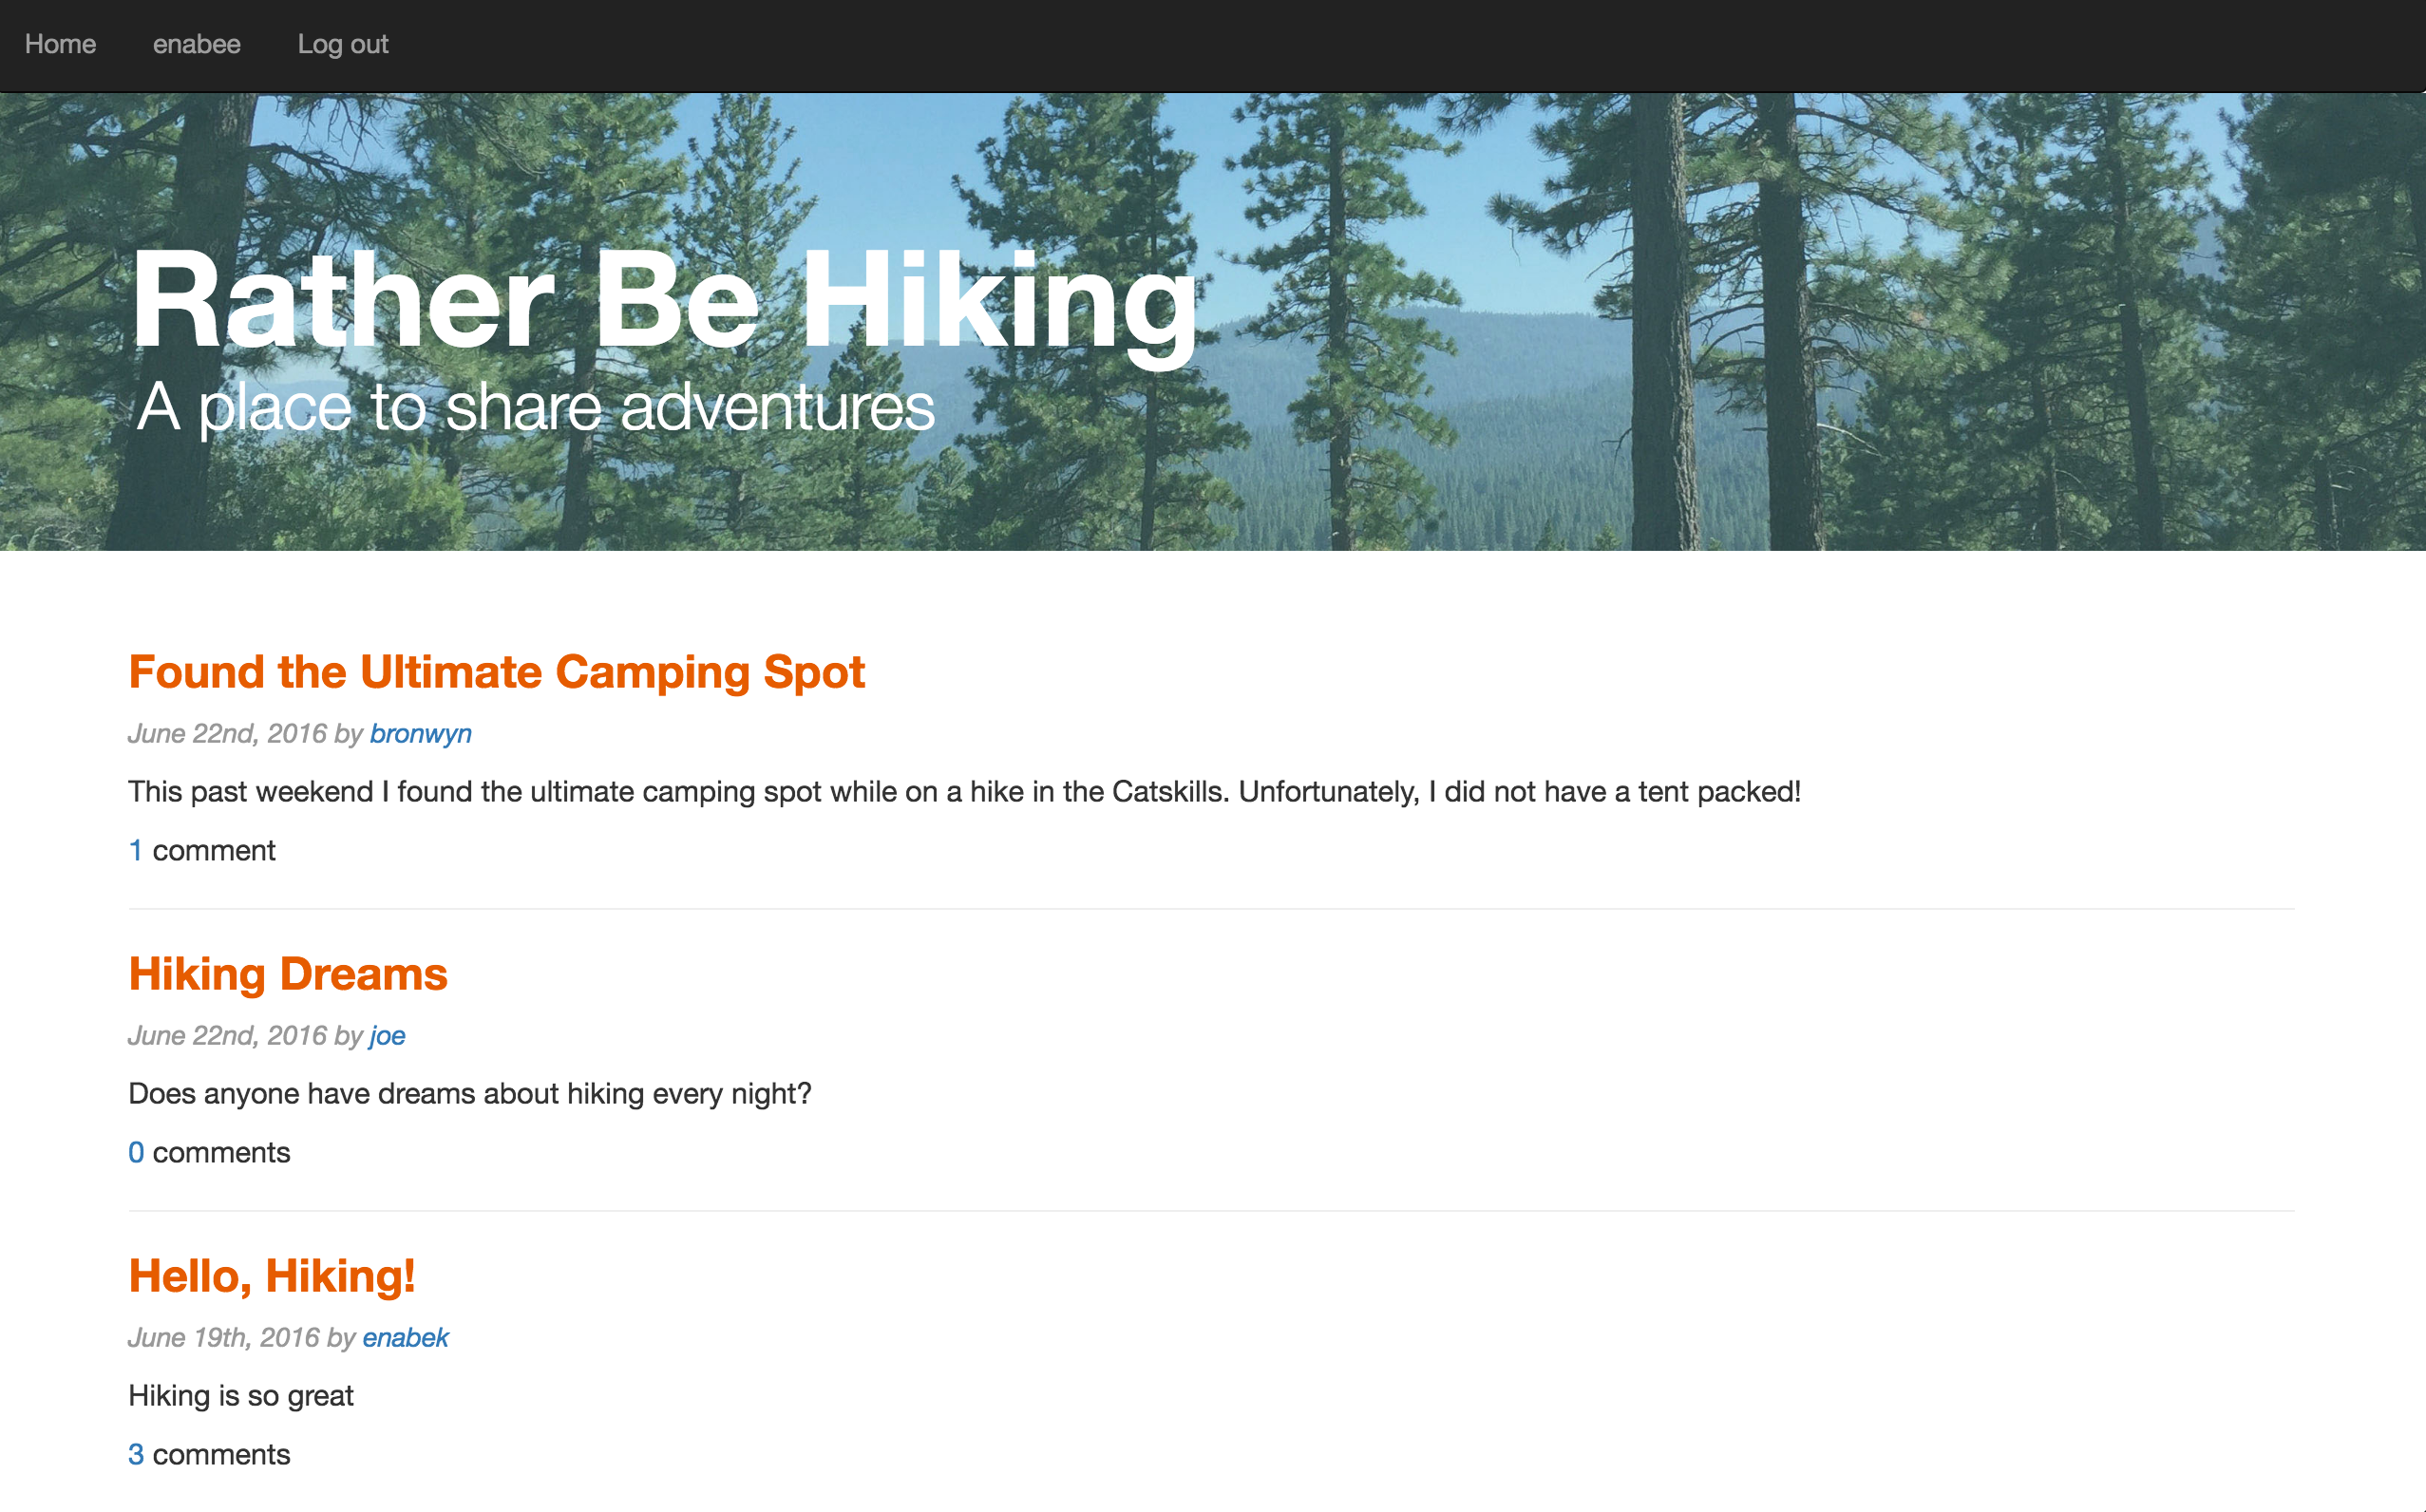 Home enabee Log out
Rather Be Hiking
A place to share adventures
Found the Ultimate Camping Spot
June 22nd, 2016 by bronwyn
This past weekend I found the ultimate camping spot while on a hike in the Catskills. Unfortunately, I did not have a tent packed!
1 comment
Hiking Dreams
June 22nd, 2016 by joe
Does anyone have dreams about hiking every night?
0 comments
Hello, Hiking!
June 19th, 2016 by enabek
Hiking is so great
3 comments